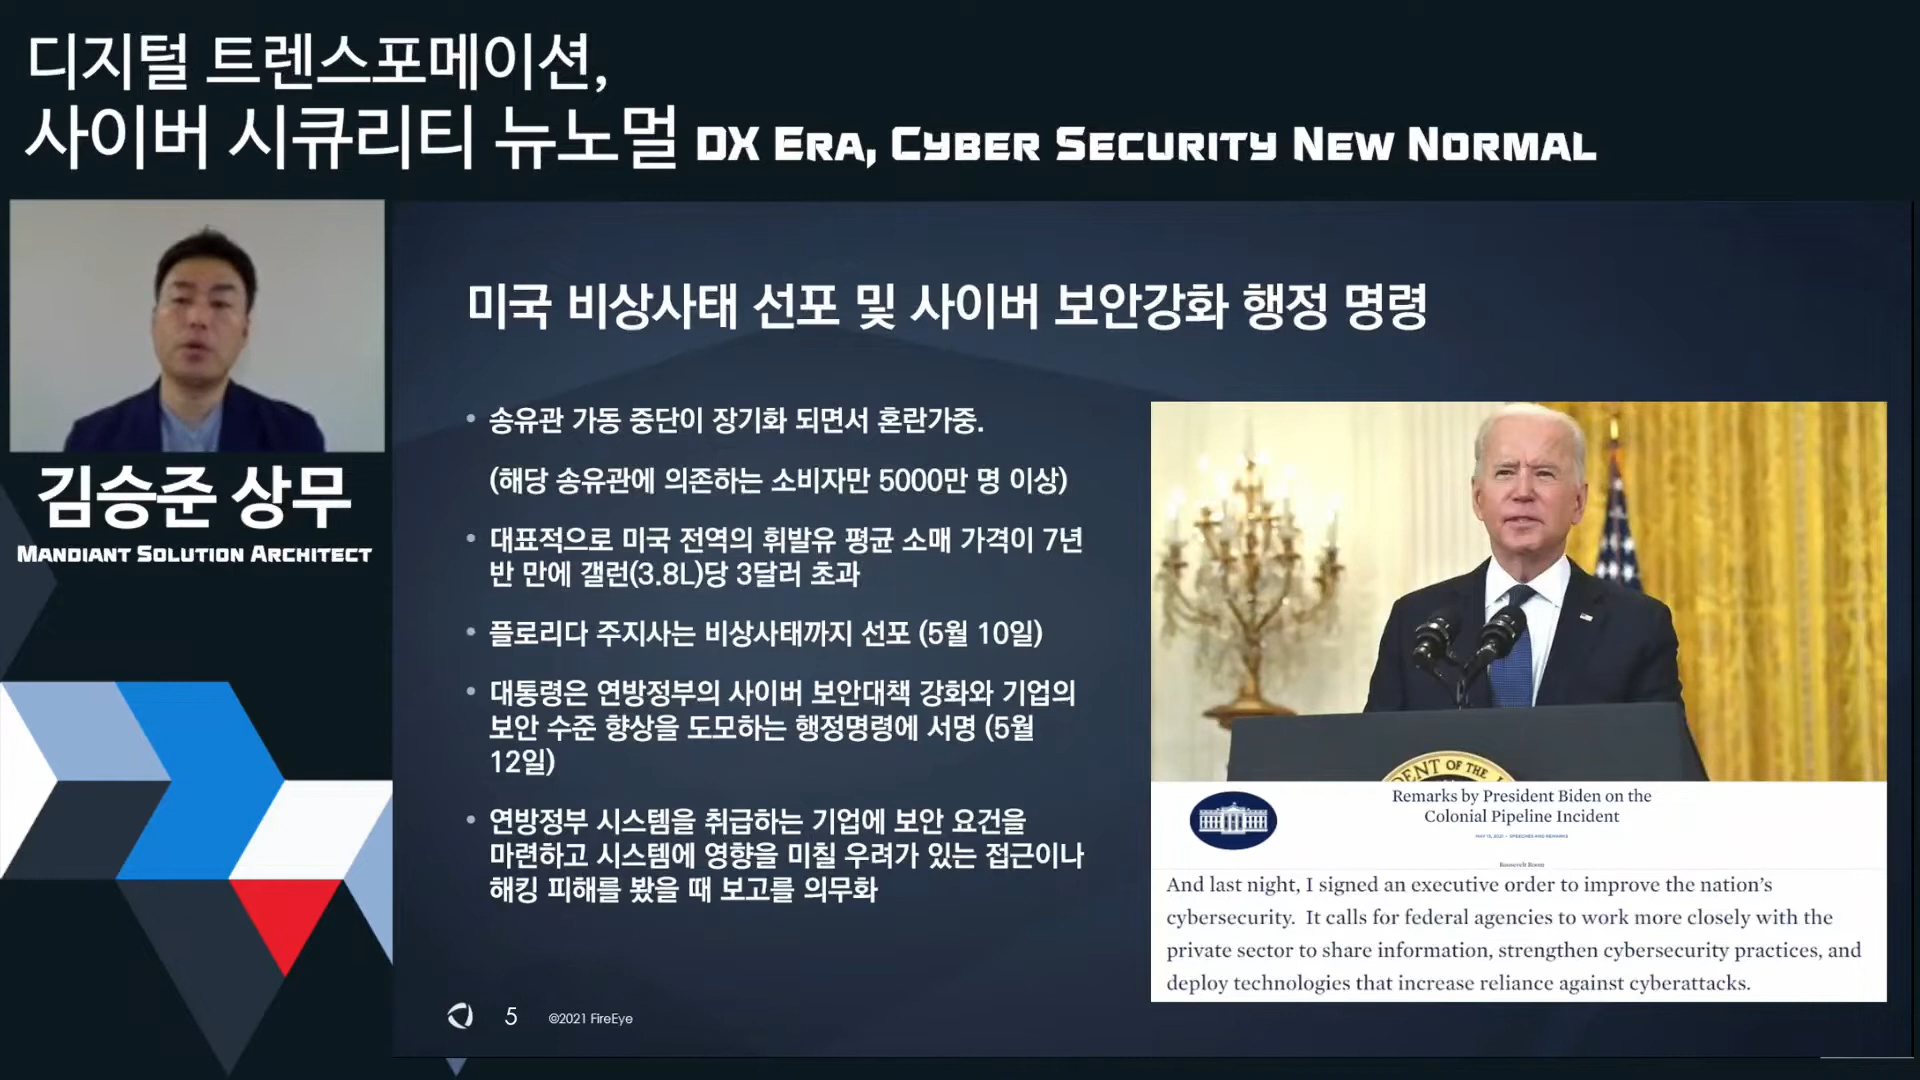 디지털 트렌스포메이션,
사이버 시큐리티 뉴노멀 DX ERA, CYBER SECURITY NEW NORMAL
김승준 상무
MANDIANT SOLUTION ARCHITECT
미국 비상사태 선포 및 사이버 보안강화 행정 명령
• 송유관 가동 중단이 장기화 되면서 혼란가중.
(해당 송유관에 의존하는 소비자만 5000만 명 이상)
• 대표적으로 미국 전역의 휘발유 평균 소매 가격이 7년
반 만에 갤런(3.8L)당 3달러 초과
• 플로리다 주지사는 비상사태까지 선포 (5월 10일)
• 대통령은 연방정부의 사이버 보안대책 강화와 기업의
보안 수준 향상을 도모하는 행정명령에 서명 (5월
12일)
• 연방정부 시스템을 취급하는 기업에 보안 요건을
마련하고 시스템에 영향을 미칠 우려가 있는 접근이나
해킹 피해를 봤을 때 보고를 의무화
DENT OF THE
Remarks by President Biden on the
Colonial Pipeline Incident
MAY 13, 2021 • SPEECHES AND REMARKS
Roosevelt Room
And last night, I signed an executive order to improve the nation's
cybersecurity. It calls for federal agencies to work more closely with the
private sector to share information, strengthen cybersecurity practices, and
deploy technologies that increase reliance against cyberattacks.
5 ©2021 FireEye